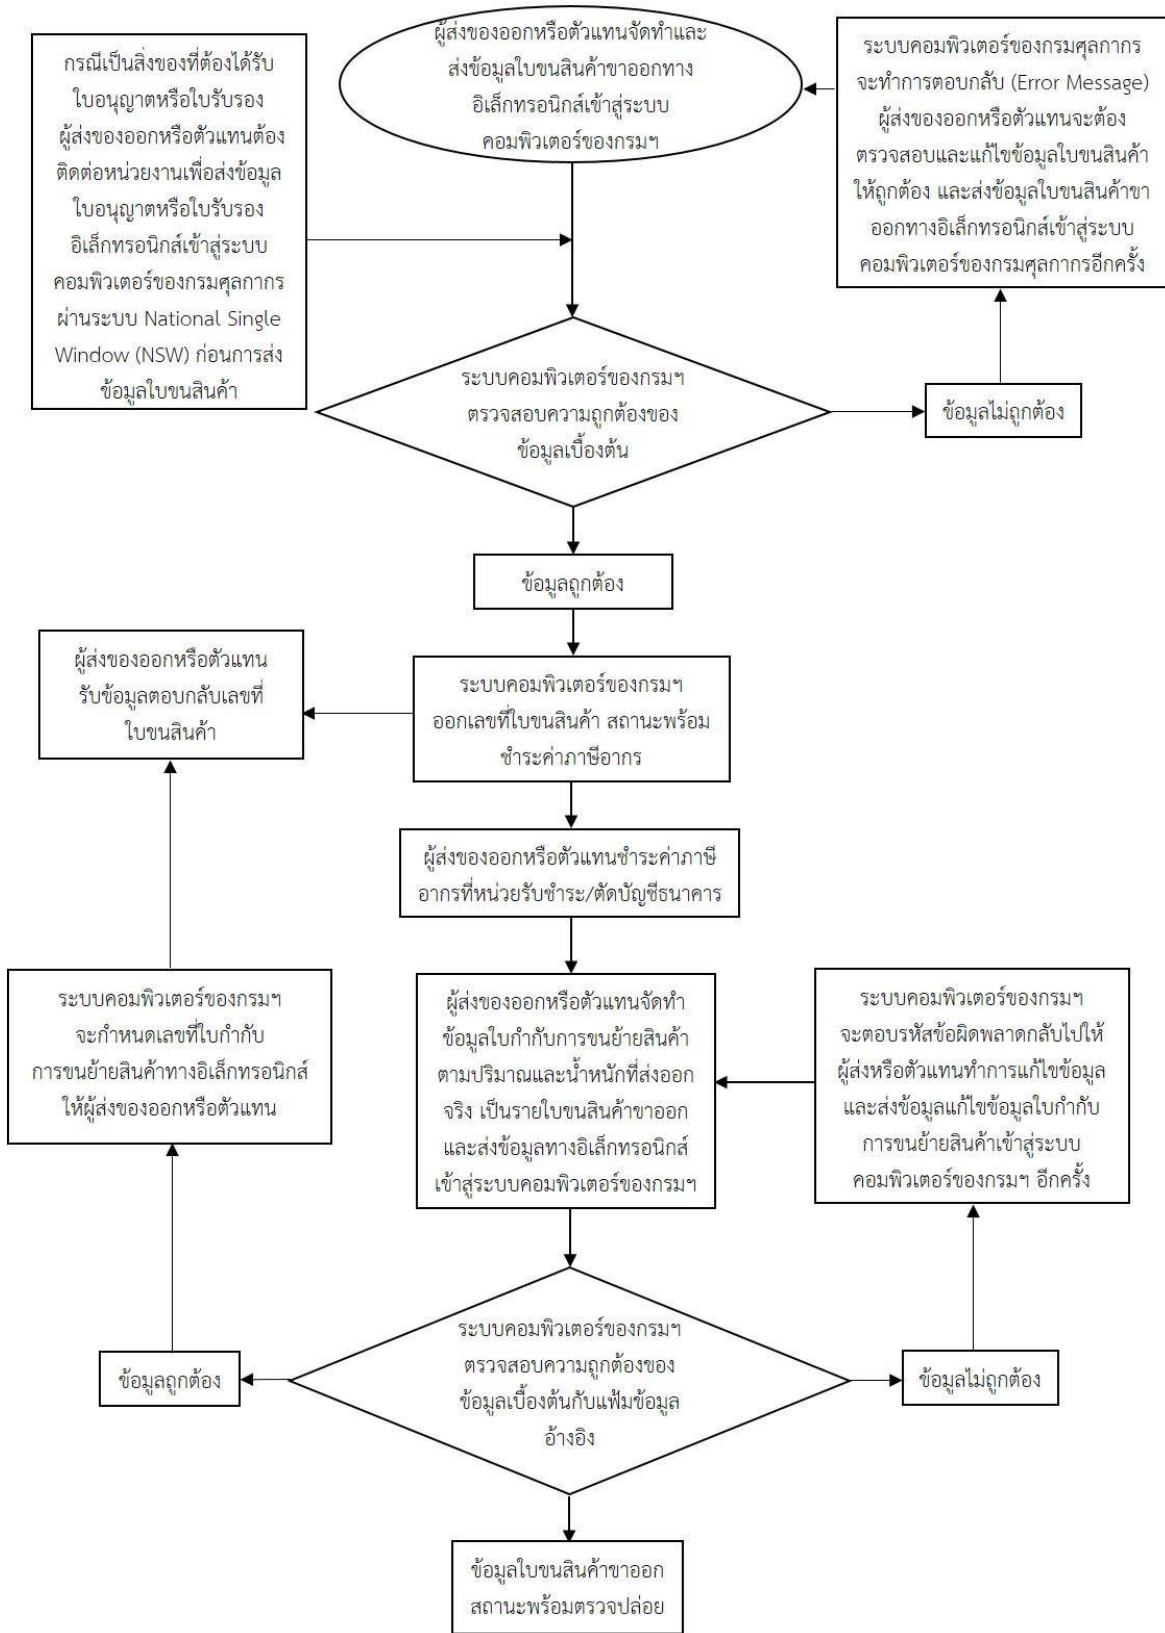 ผู้ส่งของออกหรือตัวแทนจัดทำและ
ส่งข้อมูลใบขนสินค้าขาออกทาง
อิเล็กทรอนิกส์เข้าสู่ระบบ
คอมพิวเตอร์ของกรมฯ
กรณีเป็นสิ่งของที่ต้องได้รับ
ใบอนุญาตหรือใบรับรอง
ผู้ส่งของออกหรือตัวแทนต้อง
ติดต่อหน่วยงานเพื่อส่งข้อมูล
ใบอนุญาตหรือใบรับรอง
อิเล็กทรอนิกส์เข้าสู่ระบบ
คอมพิวเตอร์ของกรมศุลกากร
ผ่านระบบ National Single
Window (NSW) ก่อนการส่ง
ข้อมูลใบขนสินค้า
ระบบคอมพิวเตอร์ของกรมศุลกากร
จะทำการตอบกลับ (Error Message)
ผู้ส่งของออกหรือตัวแทนจะต้อง
ตรวจสอบและแก้ไขข้อมูลใบขนสินค้า
ให้ถูกต้อง และส่งข้อมูลใบขนสินค้าขา
ออกทางอิเล็กทรอนิกส์เข้าสู่ระบบ
คอมพิวเตอร์ของกรมศุลกากรอีกครั้ง
ระบบคอมพิวเตอร์ของกรมฯ
ตรวจสอบความถูกต้องของ
ข้อมูลเบื้องต้น
ข้อมูลไม่ถูกต้อง
ข้อมูลถูกต้อง
ระบบคอมพิวเตอร์ของกรมฯ
ออกเลขที่ใบขนสินค้า สถานะพร้อม
ชำระค่าภาษีอากร
ผู้ส่งของออกหรือตัวแทน
รับข้อมูลตอบกลับเลขที่
ใบขนสินค้า
ผู้ส่งของออกหรือตัวแทนชำระค่าภาษี
อากรที่หน่วยรับชำระ/ตัดบัญชีธนาคาร
ผู้ส่งของออกหรือตัวแทนจัดทำ
ข้อมูลใบกำกับการขนย้ายสินค้า
ตามปริมาณและน้ำหนักที่ส่งออก
จริง เป็นรายใบขนสินค้าขาออก
และส่งข้อมูลทางอิเล็กทรอนิกส์
เข้าสู่ระบบคอมพิวเตอร์ของกรมฯ
ระบบคอมพิวเตอร์ของกรมฯ
จะกำหนดเลขที่ใบกำกับ
การขนย้ายสินค้าทางอิเล็กทรอนิกส์
ให้ผู้ส่งของออกหรือตัวแทน
ระบบคอมพิวเตอร์ของกรมฯ
จะตอบรหัสข้อผิดพลาดกลับไปให้
ผู้ส่งหรือตัวแทนทำการแก้ไขข้อมูล
และส่งข้อมูลแก้ไขข้อมูลใบกำกับ
การขนย้ายสินค้าเข้าสู่ระบบ
คอมพิวเตอร์ของกรมฯ อีกครั้ง
ระบบคอมพิวเตอร์ของกรมฯ
ตรวจสอบความถูกต้องของ
ข้อมูลเบื้องต้นกับแฟ้มข้อมูล
อ้างอิง
ข้อมูลถูกต้อง
ข้อมูลไม่ถูกต้อง
ข้อมูลใบขนสินค้าขาออก
สถานะพร้อมตรวจปล่อย